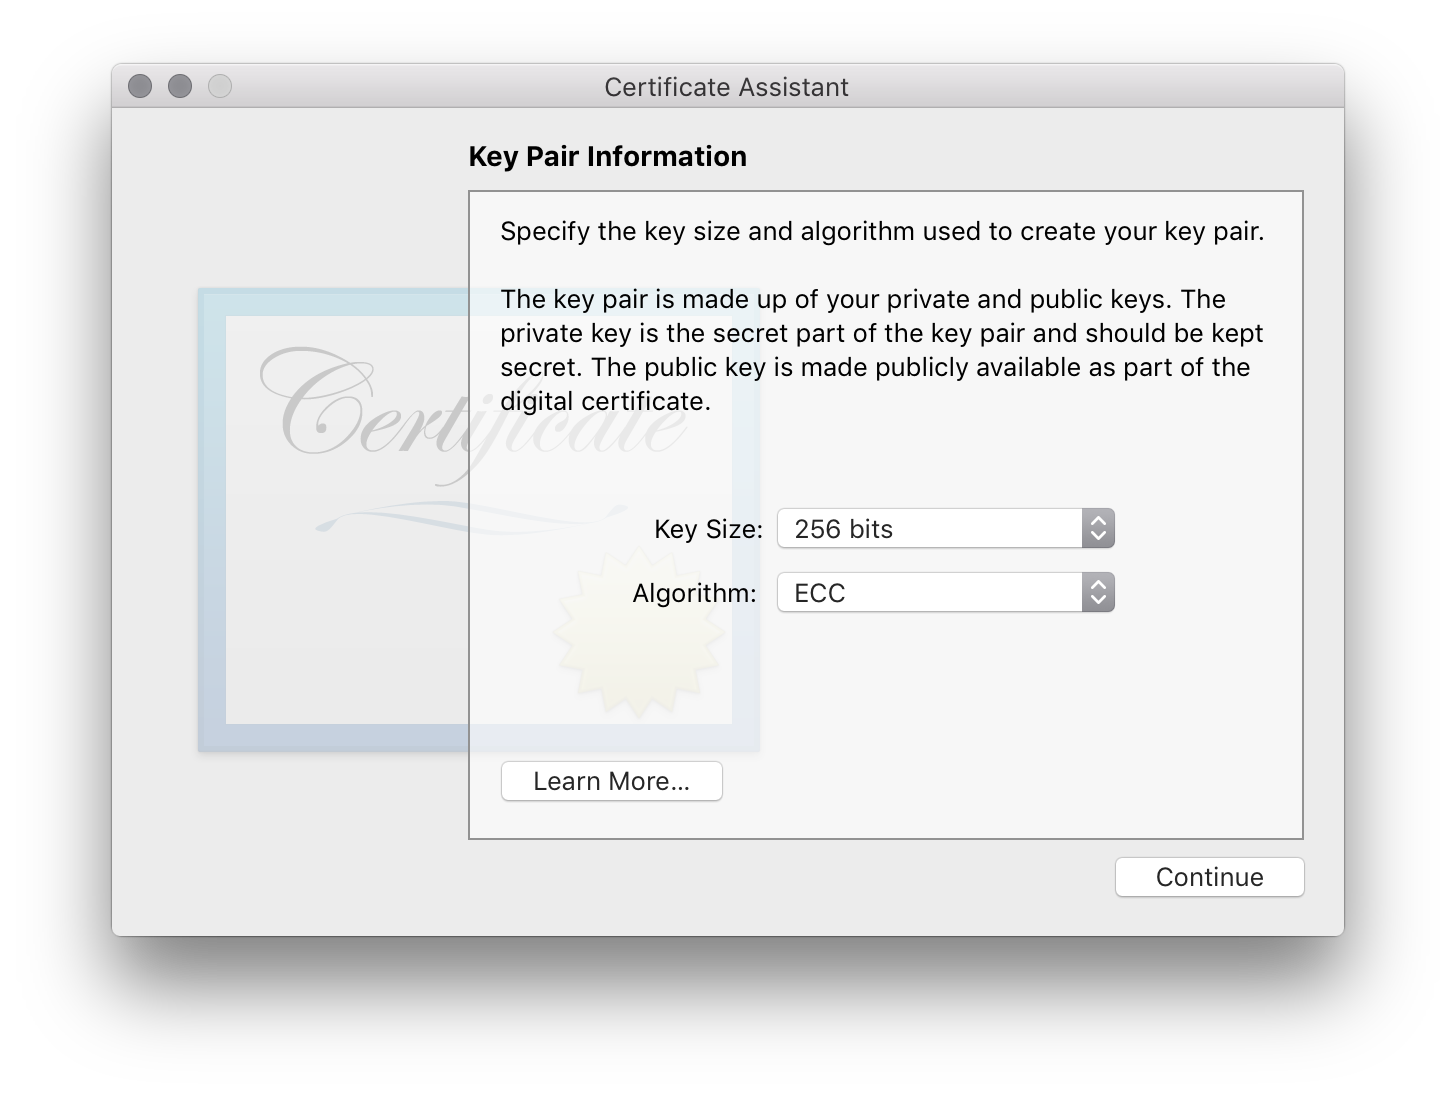 Certificate Assistant
Key Pair Information
Specify the key size and algorithm used to create your key pair.
The key pair is made up of your private and public keys. The
private key is the secret part of the key pair and should be kept
secret. The public key is made publicly available as part of the
digital certificate.
Certificate
Key Size: 256 bits
Algorithm: ECC
Learn More...
Continue